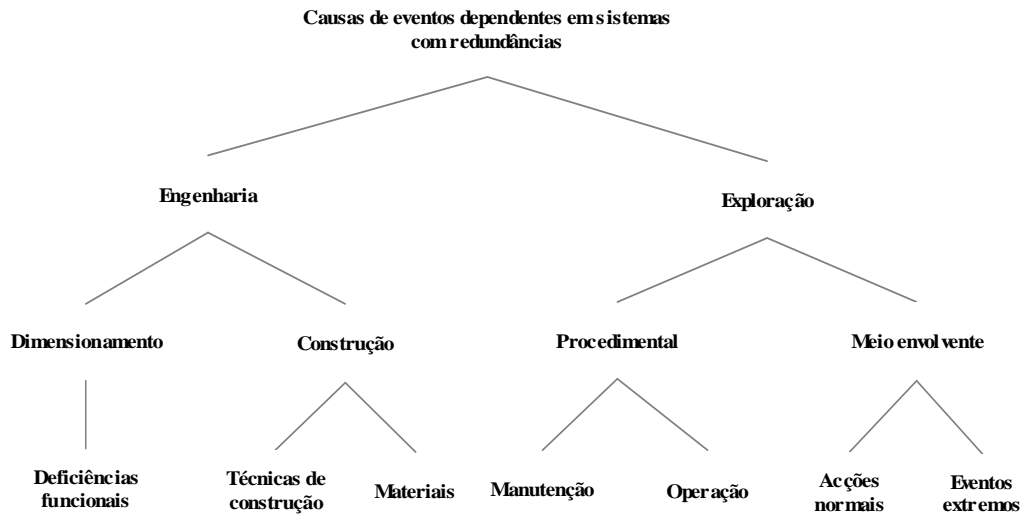 Causas de eventos dependentes em sistemas
com redundâncias
Engenharia
Exploração
Dimensionamento
Construção
Procedimental
Meio envolvente
Deficiências
funcionais
Técnicas de
construção
Materiais
Manutenção
Operação
Acções
normais
Eventos
extremos